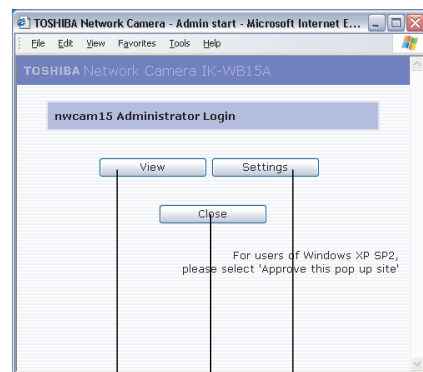 TOSHIBA Network Camera - Admin start - Microsoft Internet E...
File Edit View Favorites Tools Help
TOSHIBA Network Camera IK-WB15A
nwcam15 Administrator Login
View Settings
Close
For users of Windows XP SP2,
please select 'Approve this pop up site'